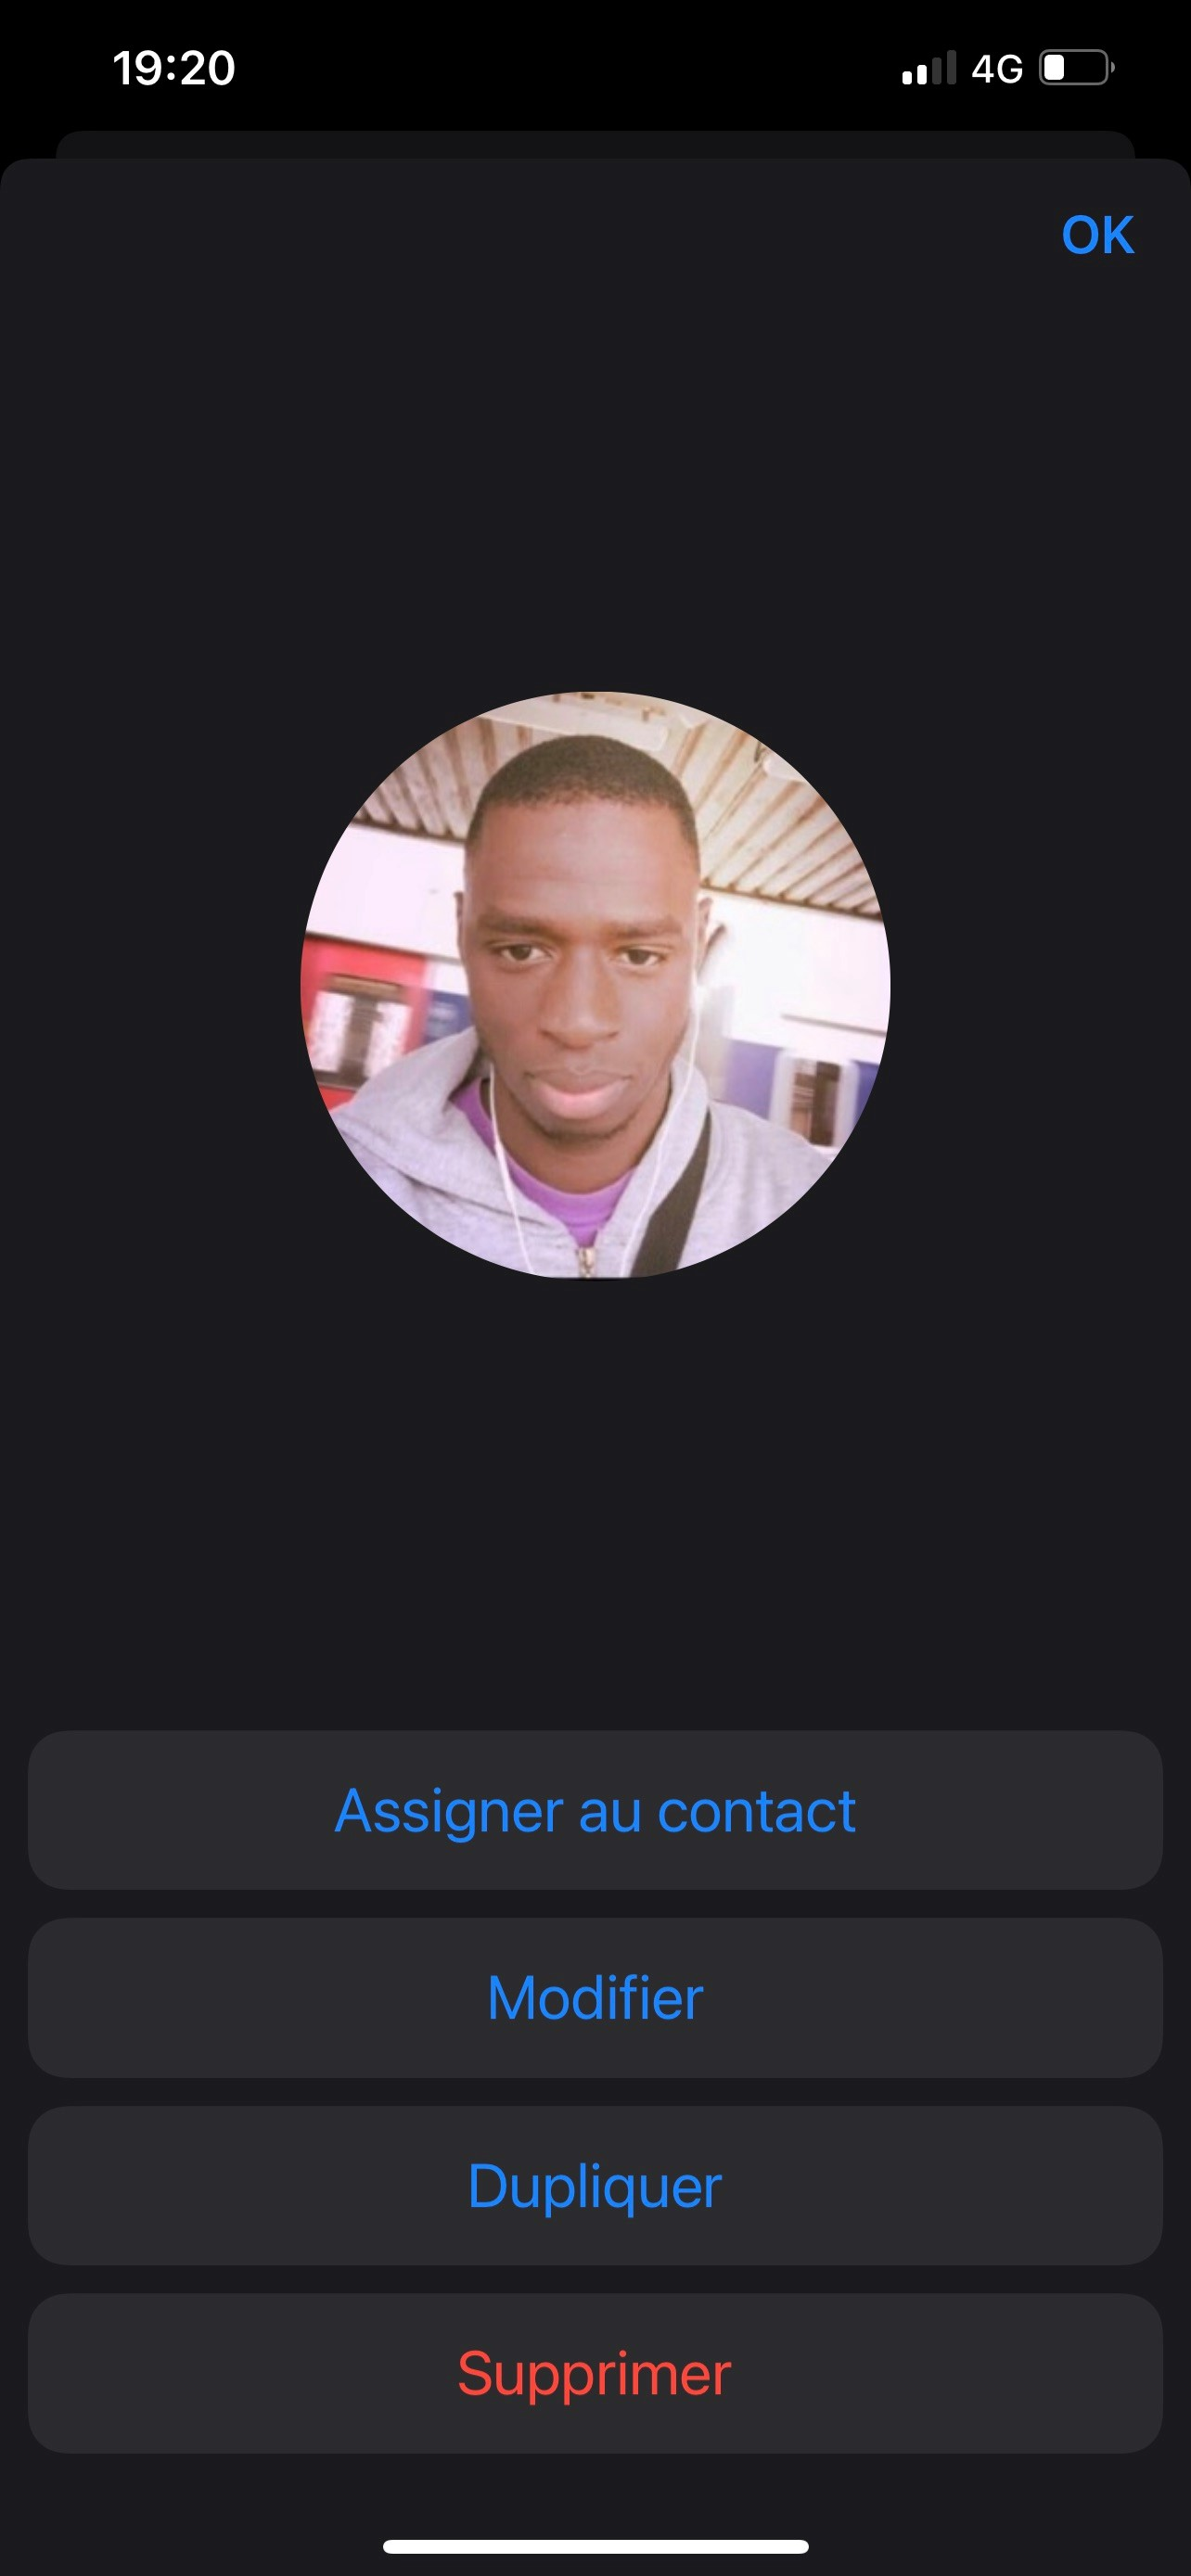 19:20
4G
OK
Assigner au contact
Modifier
Dupliquer
Supprimer